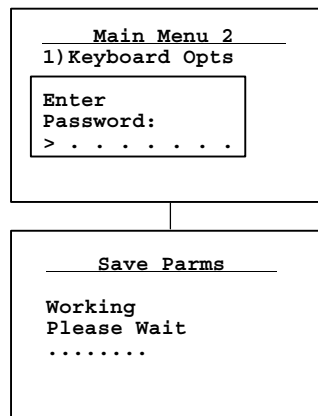 Main Menu 2
1)Keyboard Opts
Enter
Password:
> . . . . . . .
Save Parms
Working
Please Wait
........